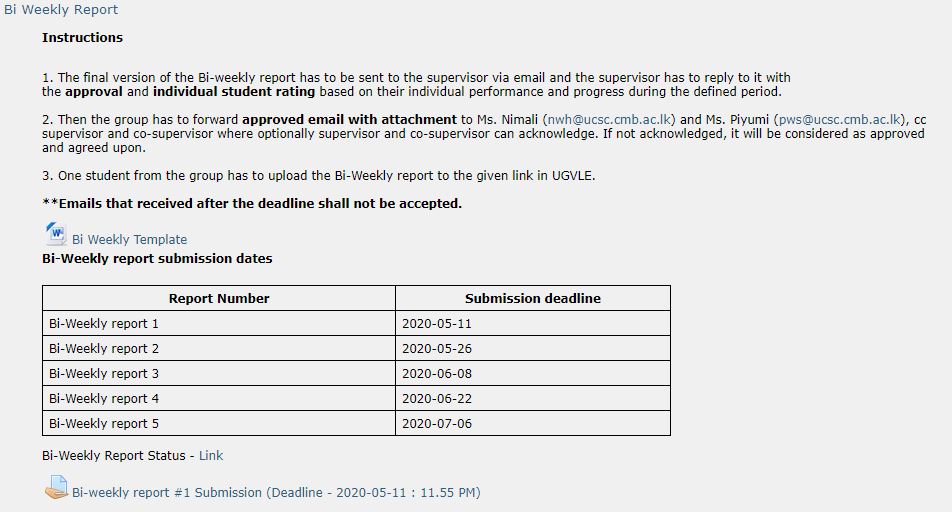 Bi Weekly Report
Instructions
1. The final version of the Bi-weekly report has to be sent to the supervisor via email and the supervisor has to reply to it with
the approval and individual student rating based on their individual performance and progress during the defined period.
2. Then the group has to forward approved email with attachment to Ms. Nimali (nwh@ucsc.cmb.ac.lk) and Ms. Piyumi (pws@ucsc.cmb.ac.lk), cc
supervisor and co-supervisor where optionally supervisor and co-supervisor can acknowledge. If not acknowledged, it will be considered as approved
and agreed upon.
3. One student from the group has to upload the Bi-Weekly report to the given link in UGVLE.
**Emails that received after the deadline shall not be accepted.
Bi Weekly Template
Bi-Weekly report submission dates
Report Number Submission deadline
Bi-Weekly report 1 2020-05-11
Bi-Weekly report 2 2020-05-26
Bi-Weekly report 3 2020-06-08
Bi-Weekly report 4 2020-06-22
Bi-Weekly report 5 2020-07-06
Bi-Weekly Report Status - Link
Bi-weekly report #1 Submission (Deadline - 2020-05-11 : 11.55 PM)